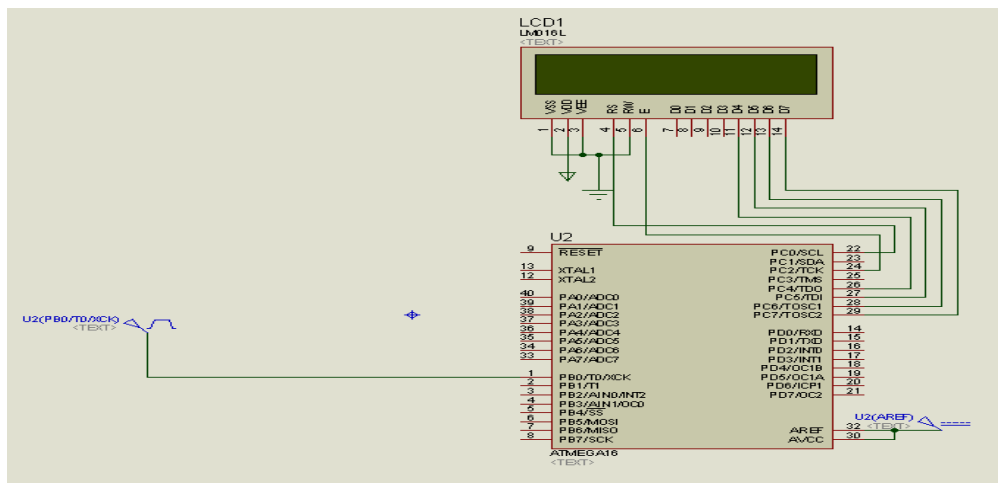 LCD1
LM016L
<TEXT>
VSS VDD VEE RS RW E D0 D1 D2 D3 D4 D5 D6 D7
1 2 3 4 5 6 7 8 9 10 11 12 13 14
U2
9 RESET
13 XTAL1
12 XTAL2
40 PA0/ADC0
39 PA1/ADC1
38 PA2/ADC2
37 PA3/ADC3
36 PA4/ADC4
35 PA5/ADC5
34 PA6/ADC6
33 PA7/ADC7
1 PB0/T0/XCK
2 PB1/T1
3 PB2/AIN0/INT2
4 PB3/AIN1/OC0
5 PB4/SS
6 PB5/MOSI
7 PB6/MISO
8 PB7/SCK
PC0/SCL 22
PC1/SDA 23
PC2/TCK 24
PC3/TMS 25
PC4/TDO 26
PC5/TDI 27
PC6/TOSC1 28
PC7/TOSC2 29
PD0/RXD 14
PD1/TXD 15
PD2/INT0 16
PD3/INT1 17
PD4/OC1B 18
PD5/OC1A 19
PD6/ICP1 20
PD7/OC2 21
AREF 32
AVCC 30
ATMEGA16
<TEXT>
U2(PB0/T0/XCK)
<TEXT>
U2(AREF)
<TEXT>